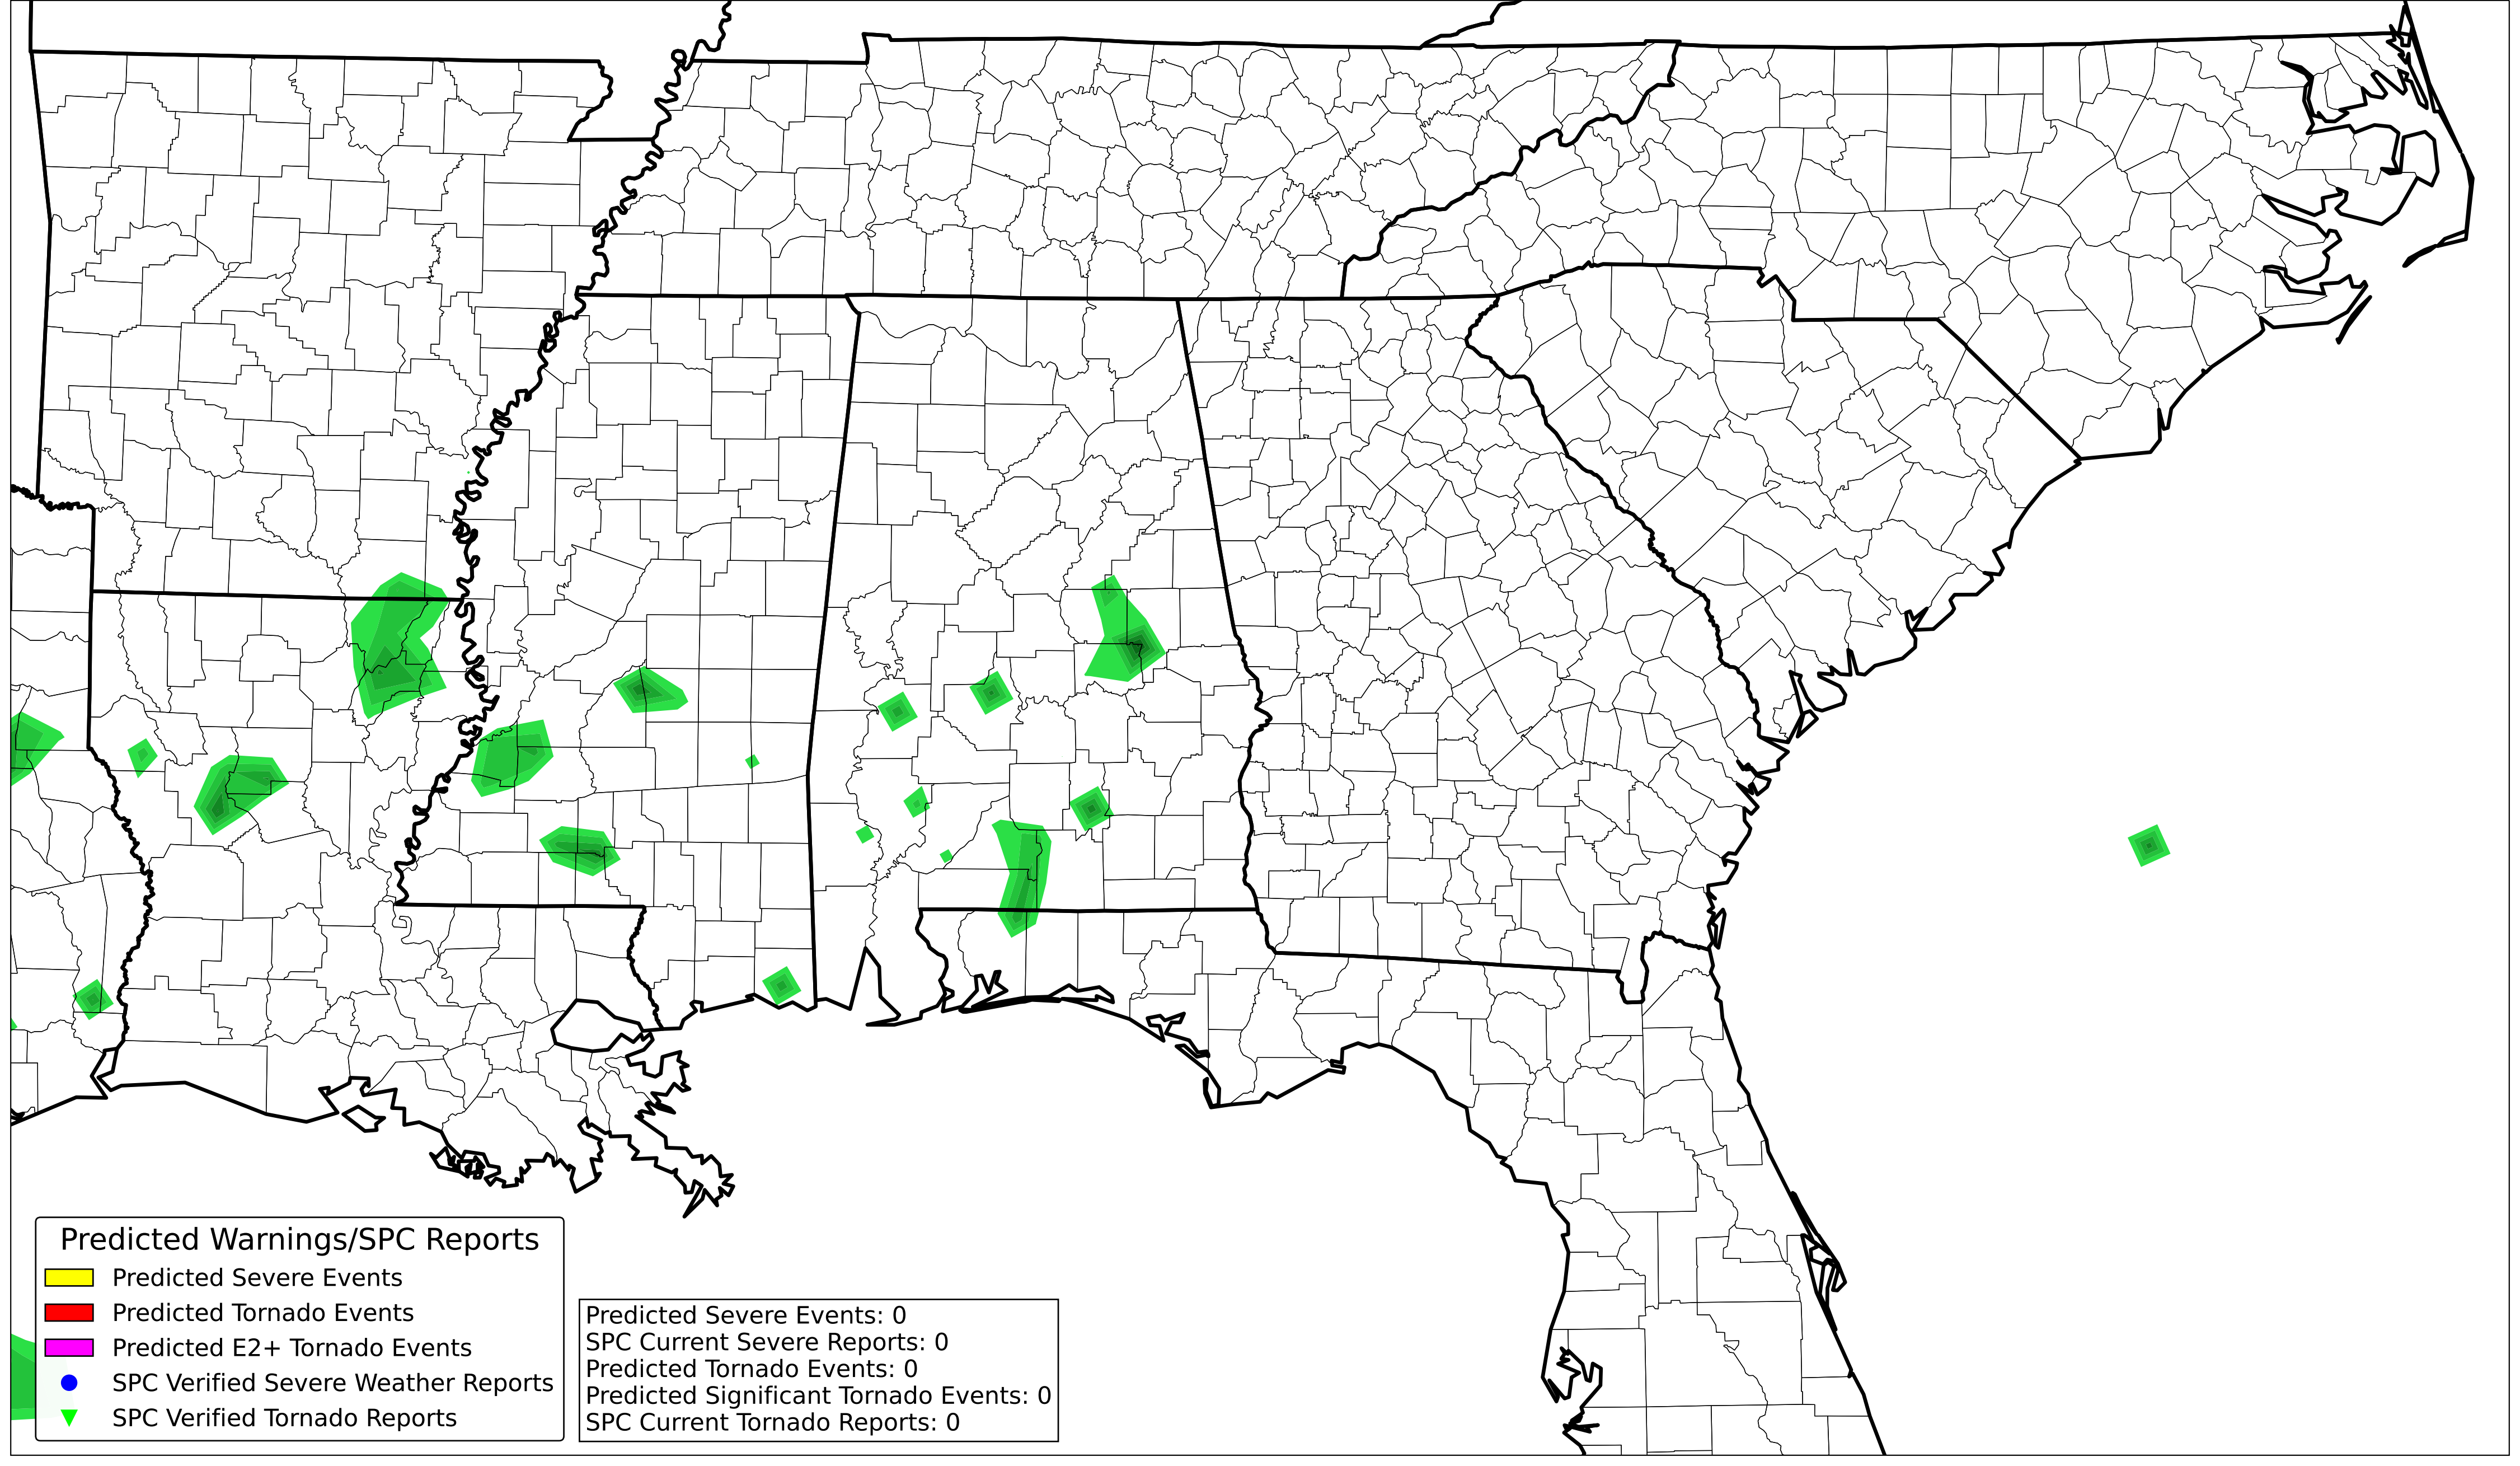 Predicted Warnings/SPC Reports
Predicted Severe Events
Predicted Tornado Events
Predicted E2+ Tornado Events
SPC Verified Severe Weather Reports
SPC Verified Tornado Reports
Predicted Severe Events: 0
SPC Current Severe Reports: 0
Predicted Tornado Events: 0
Predicted Significant Tornado Events: 0
SPC Current Tornado Reports: 0